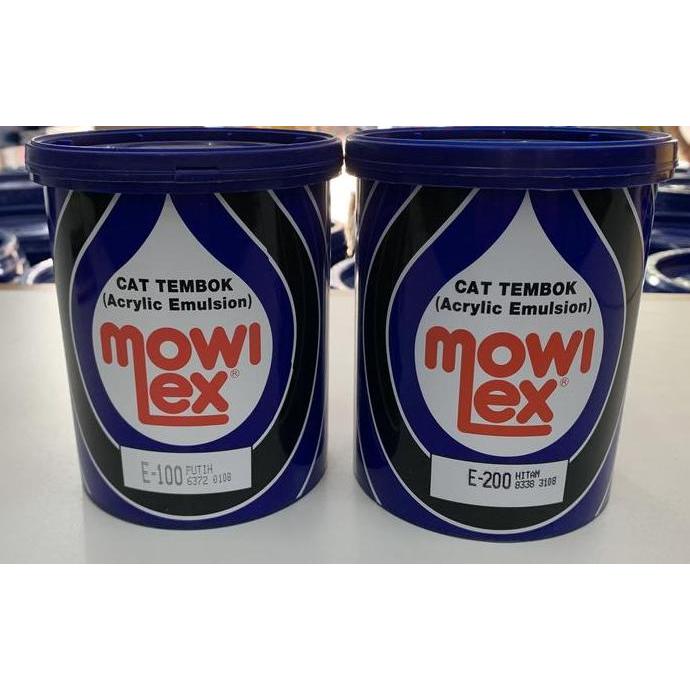 CAT TEMBOK
(Acrylic Emulsion)
mowi
Lex®
E-100 PUTIH
6372 0108
CAT TEMBOK
(Acrylic Emulsion)
mowi
Lex®
E-200 HITAM
8338 3108